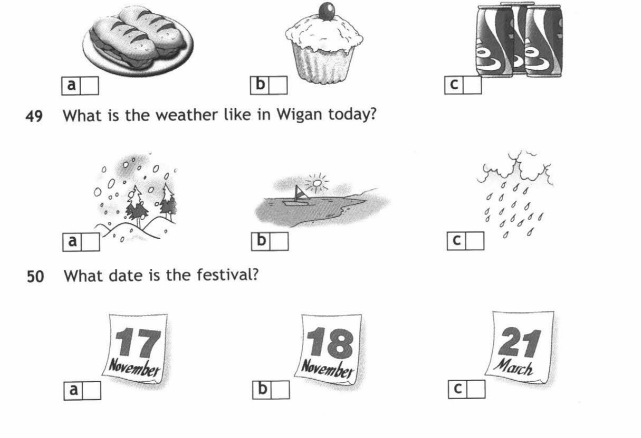 a b c
49 What is the weather like in Wigan today?
a b c
50 What date is the festival?
17 18 21
November November March
a b c